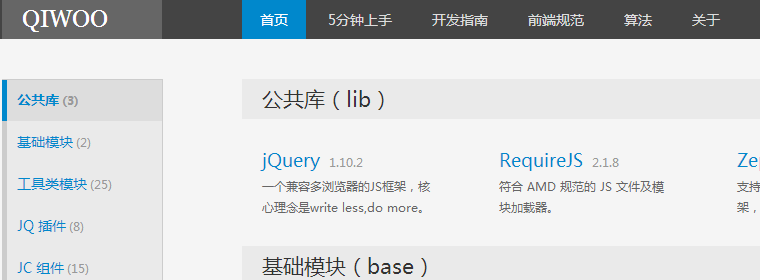 QIWOO
首页 5分钟上手 开发指南 前端规范 算法 关于
公共库 (3)
基础模块 (2)
工具类模块 (25)
JQ 插件 (8)
JC 组件 (15)
公共库（lib）
jQuery 1.10.2
一个兼容多浏览器的JS框架，核
心理念是write less,do more。
RequireJS 2.1.8
符合 AMD 规范的 JS 文件及模
块加载器。
Ze
支持
架，
基础模块（base）